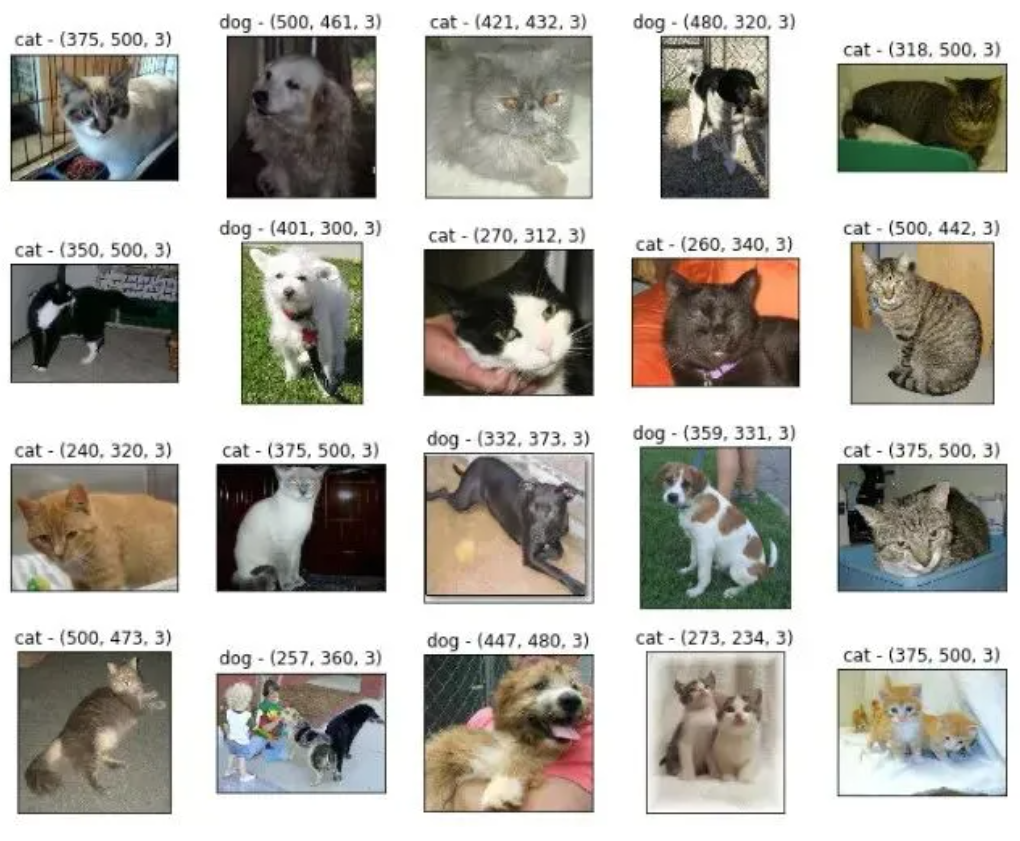 cat - (375, 500, 3)
dog - (500, 461, 3)
cat - (421, 432, 3)
dog - (480, 320, 3)
cat - (318, 500, 3)
cat - (350, 500, 3)
dog - (401, 300, 3)
cat - (270, 312, 3)
cat - (260, 340, 3)
cat - (500, 442, 3)
cat - (240, 320, 3)
cat - (375, 500, 3)
dog - (332, 373, 3)
dog - (359, 331, 3)
cat - (375, 500, 3)
cat - (500, 473, 3)
dog - (257, 360, 3)
dog - (447, 480, 3)
cat - (273, 234, 3)
cat - (375, 500, 3)